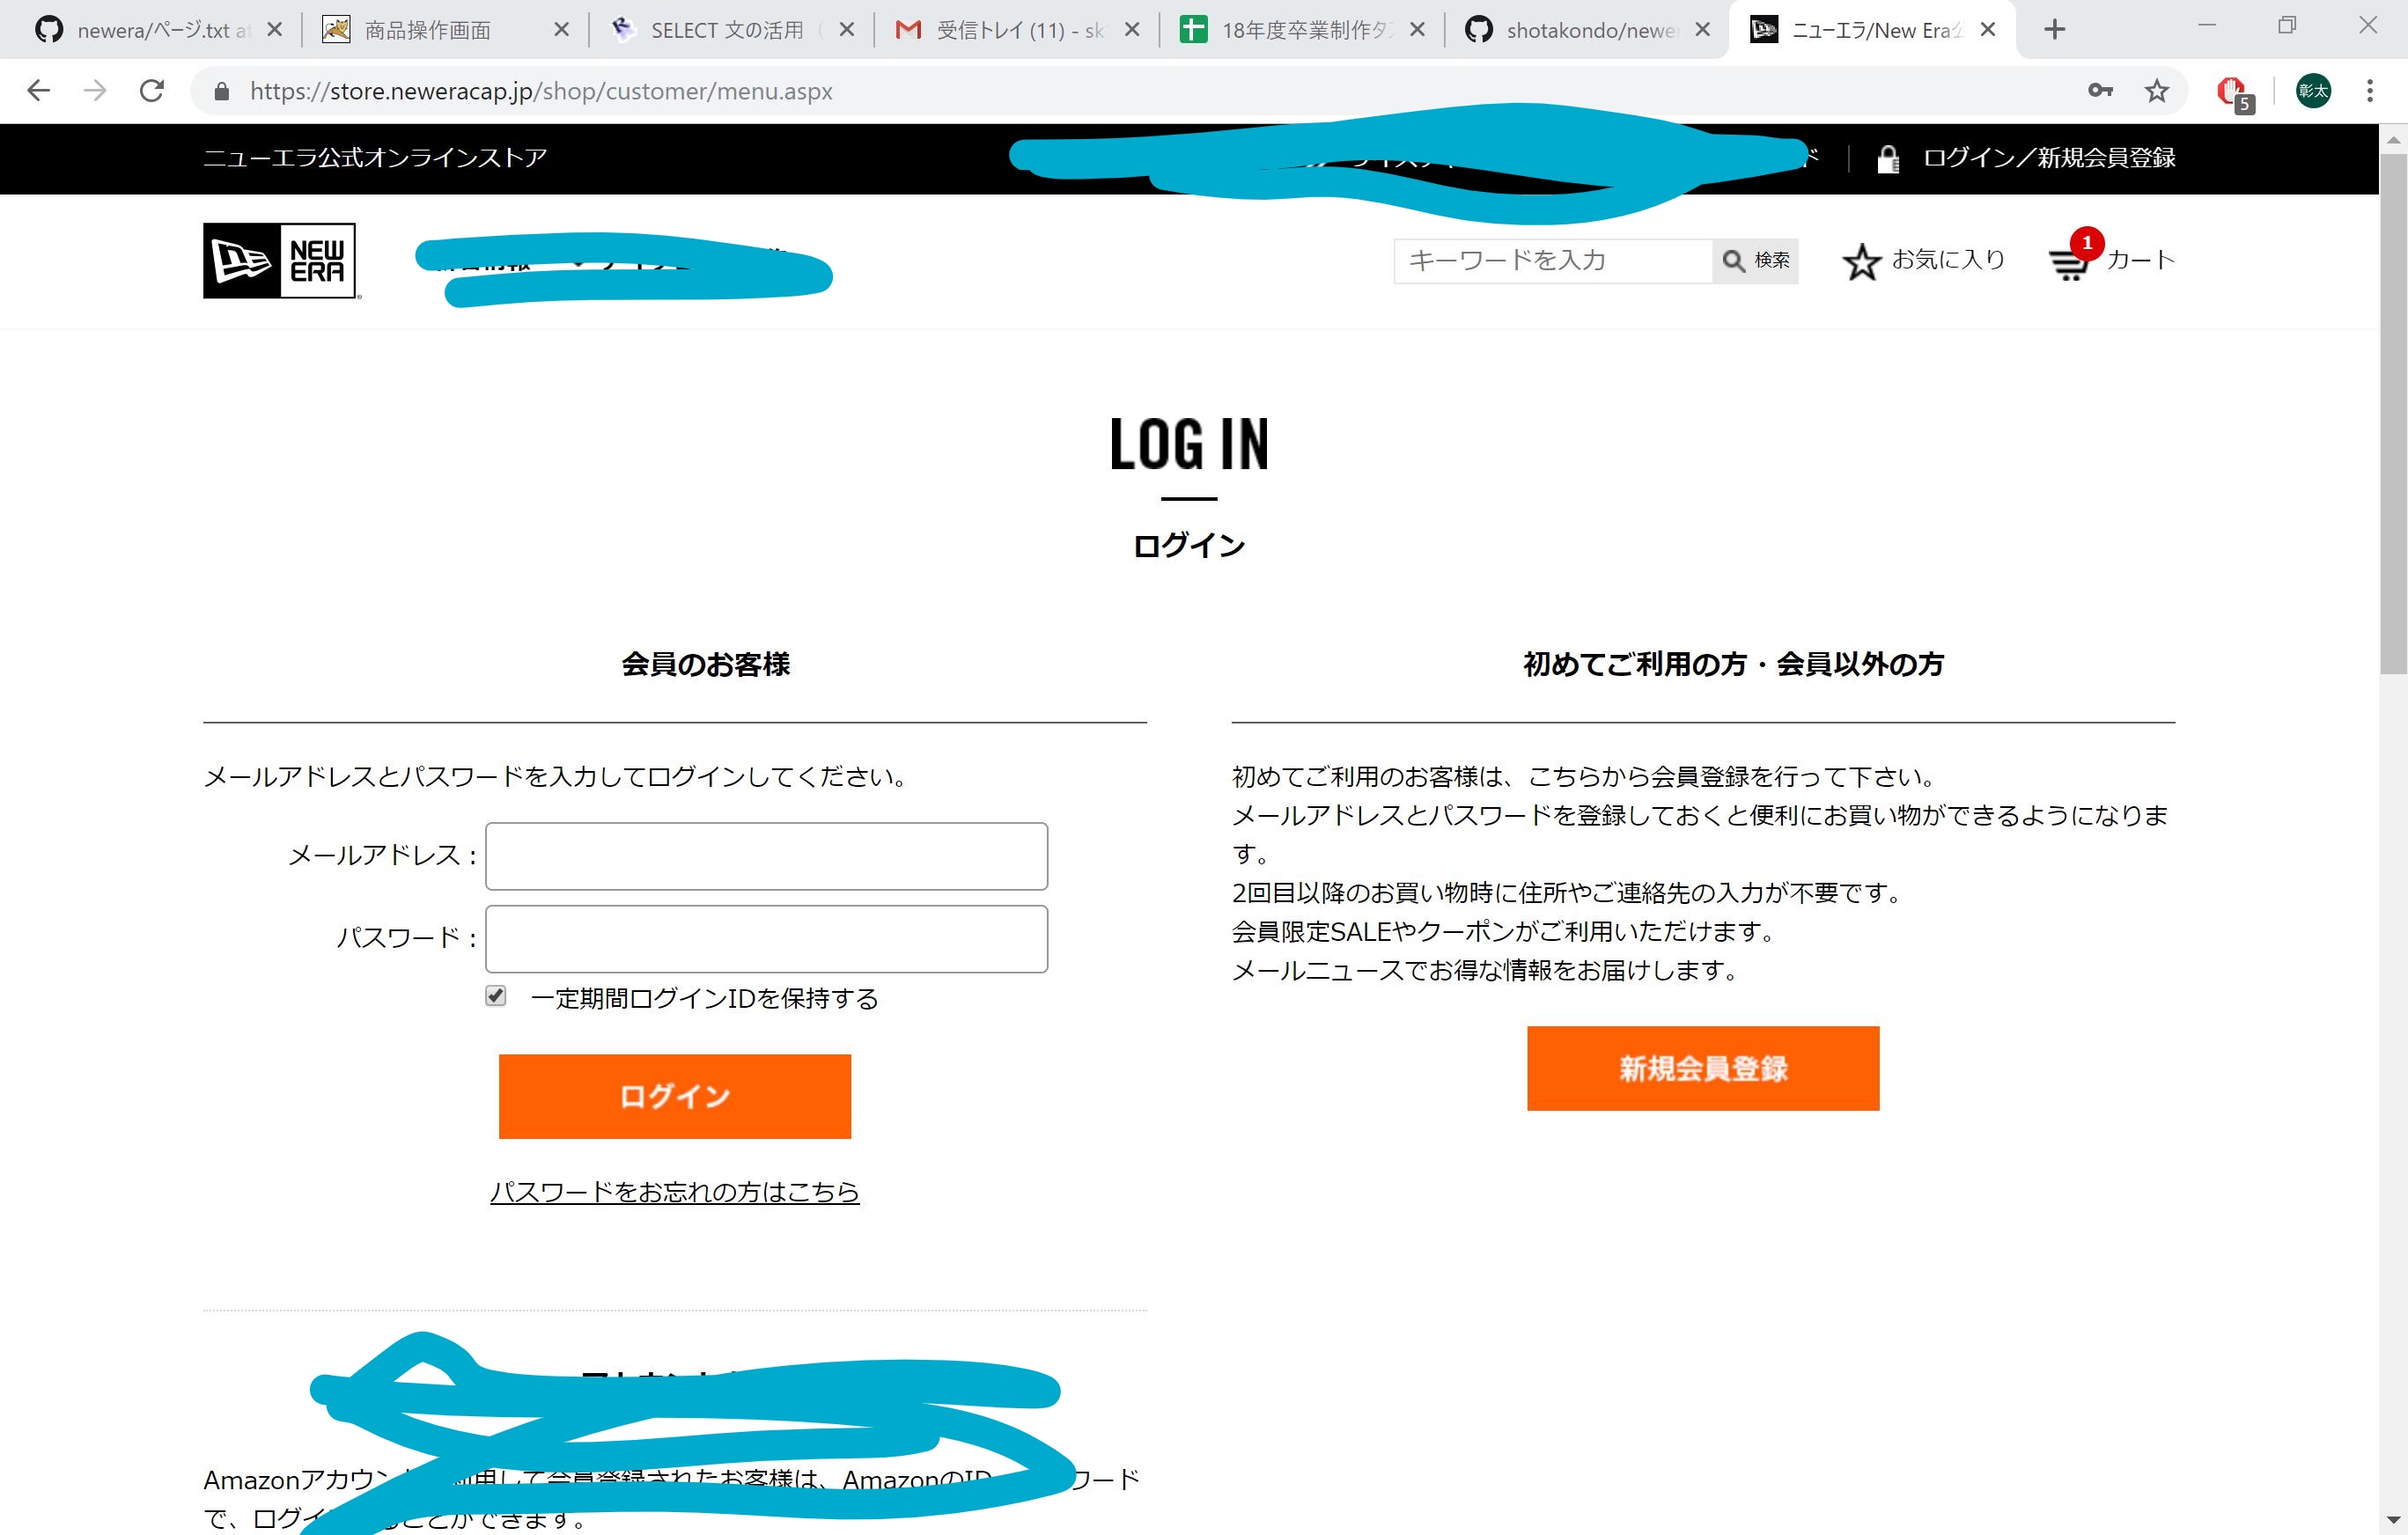 newera/ページ.txt a
商品操作画面
SELECT 文の活用
受信トレイ (11) - sk
18年度卒業制作タス
shotakondo/newer
ニューエラ/New Era公
https://store.neweracap.jp/shop/customer/menu.aspx
5
彰太
ニューエラ公式オンラインストア
ログイン／新規会員登録
NEW ERA
キーワードを入力
検索
お気に入り
1
カート
LOG IN
ログイン
会員のお客様
メールアドレスとパスワードを入力してログインしてください。
メールアドレス：
パスワード：
一定期間ログインIDを保持する
ログイン
パスワードをお忘れの方はこちら
初めてご利用の方・会員以外の方
初めてご利用のお客様は、こちらから会員登録を行って下さい。
メールアドレスとパスワードを登録しておくと便利にお買い物ができるようになりま
す。
2回目以降のお買い物時に住所やご連絡先の入力が不要です。
会員限定SALEやクーポンがご利用いただけます。
メールニュースでお得な情報をお届けします。
新規会員登録
Amazonアカウン 利用して会員登録されたお客様は、AmazonのID ワード
で、ログイ ことができます。